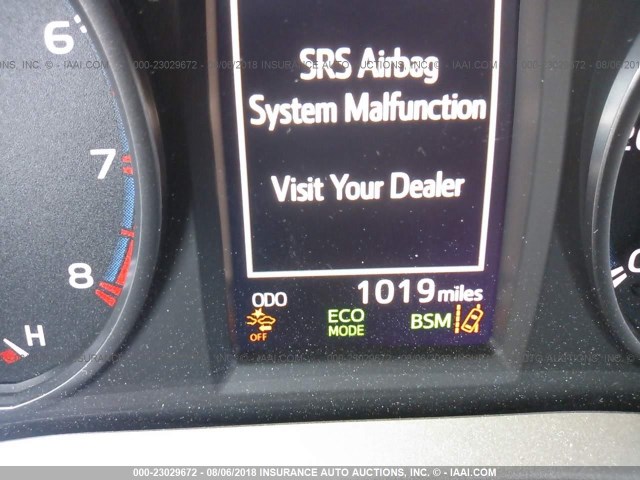 6
7
8
H
SRS Airbag
System Malfunction
Visit Your Dealer
ODO
1019 miles
OFF
ECO
MODE
BSM
000-23029672 - 08/06/2018 INSURANCE AUTO AUCTIONS, INC. - IAAI.COM